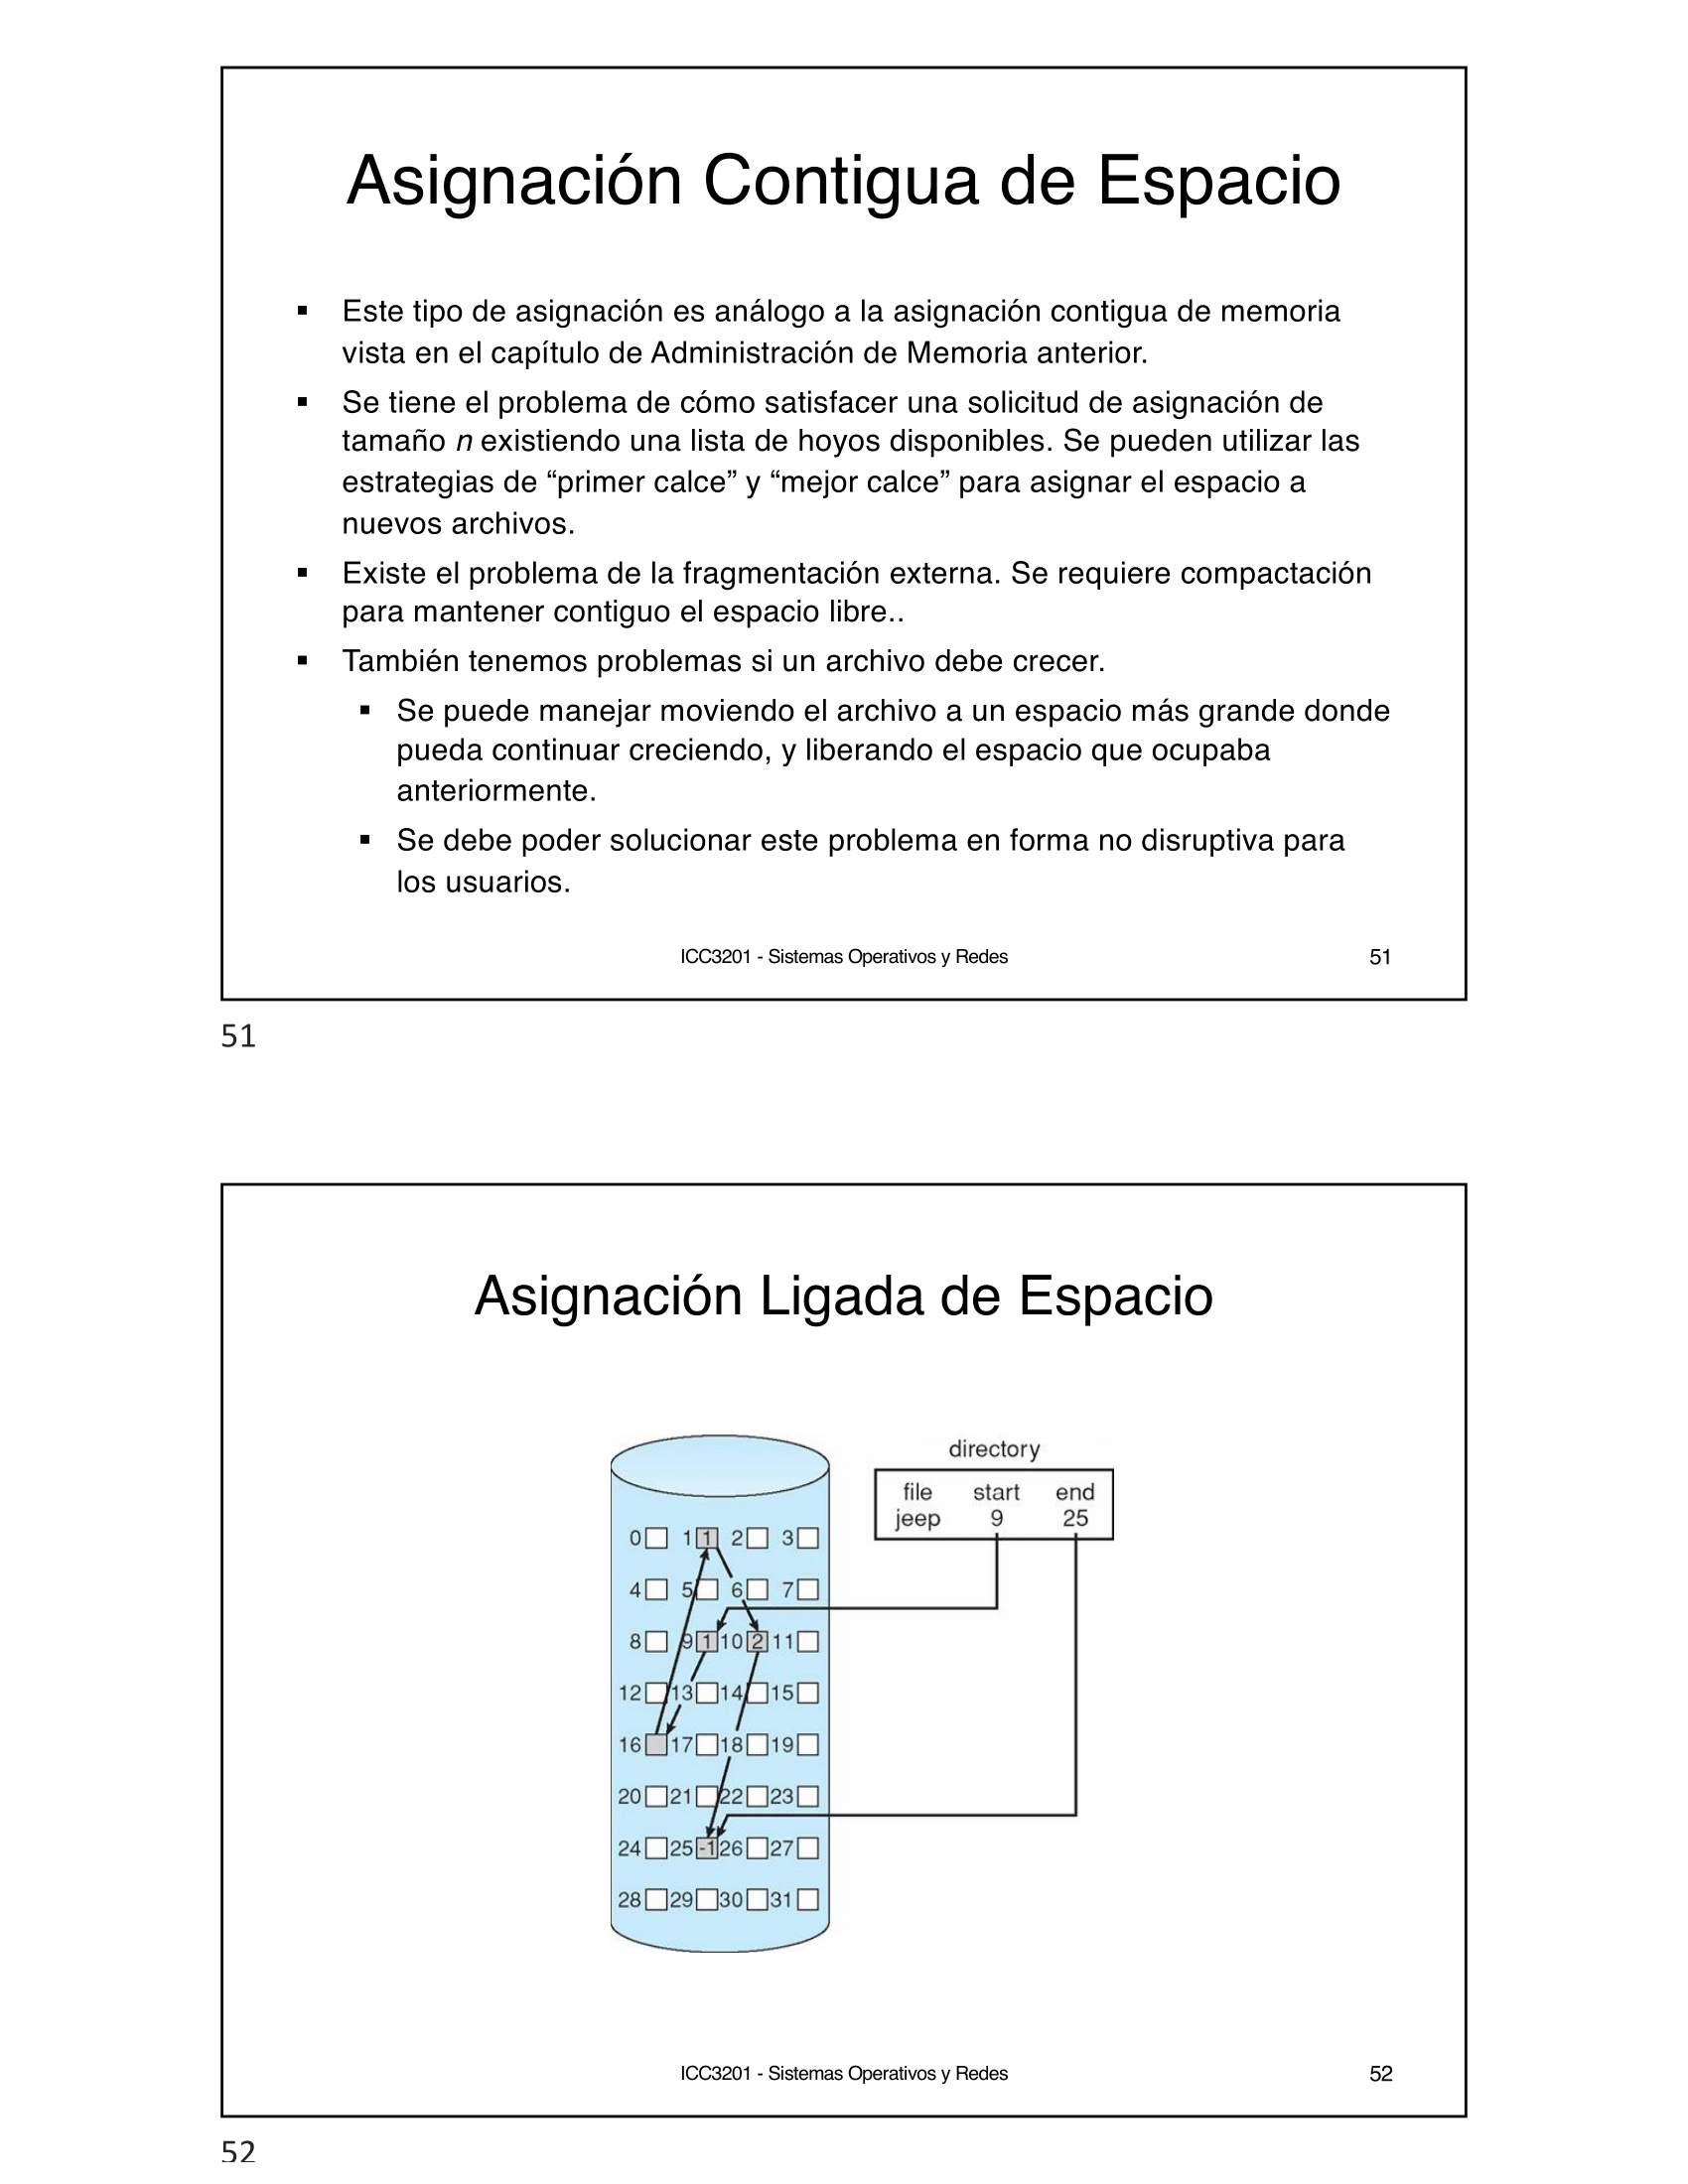 Asignación Contigua de Espacio
▪ Este tipo de asignación es análogo a la asignación contigua de memoria
vista en el capítulo de Administración de Memoria anterior.
▪ Se tiene el problema de cómo satisfacer una solicitud de asignación de
tamaño n existiendo una lista de hoyos disponibles. Se pueden utilizar las
estrategias de “primer calce” y “mejor calce” para asignar el espacio a
nuevos archivos.
▪ Existe el problema de la fragmentación externa. Se requiere compactación
para mantener contiguo el espacio libre..
▪ También tenemos problemas si un archivo debe crecer.
▪ Se puede manejar moviendo el archivo a un espacio más grande donde
pueda continuar creciendo, y liberando el espacio que ocupaba
anteriormente.
▪ Se debe poder solucionar este problema en forma no disruptiva para
los usuarios.
ICC3201 - Sistemas Operativos y Redes 51
51
Asignación Ligada de Espacio
directory
file start end
jeep 9 25
0 1 1 2 3
4 5 6 7
8 9 1 10 2 11
12 13 14 15
16 17 18 19
20 21 22 23
24 25 -1 26 27
28 29 30 31
ICC3201 - Sistemas Operativos y Redes 52
52